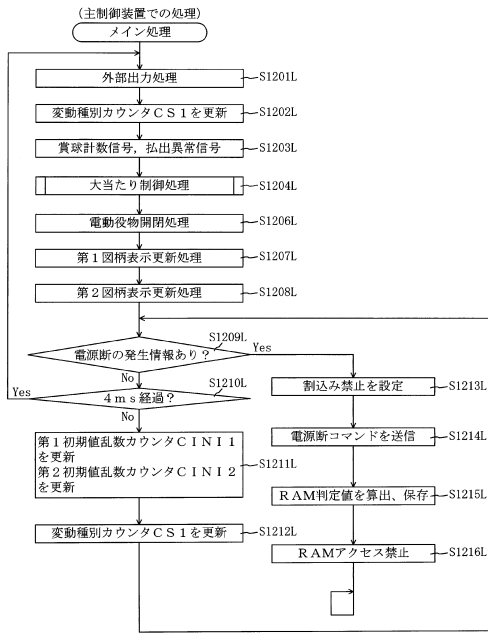 （主制御装置での処理）
メイン処理
外部出力処理
S1201L
変動種別カウンタCS1を更新
S1202L
賞球計数信号，払出異常信号
S1203L
大当たり制御処理
S1204L
電動役物開閉処理
S1206L
第1図柄表示更新処理
S1207L
第2図柄表示更新処理
S1208L
電源断の発生情報あり？
S1209L
Yes
No
4ms経過？
S1210L
Yes
No
第1初期値乱数カウンタCINI1
を更新
第2初期値乱数カウンタCINI2
を更新
S1211L
変動種別カウンタCS1を更新
S1212L
割込み禁止を設定
S1213L
電源断コマンドを送信
S1214L
RAM判定値を算出、保存
S1215L
RAMアクセス禁止
S1216L